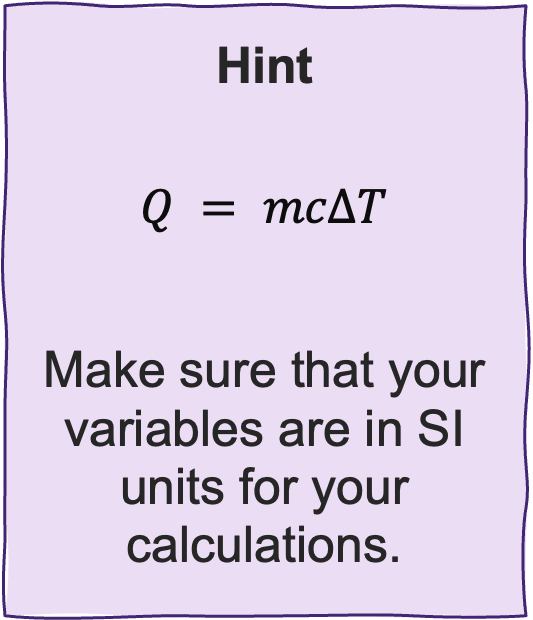 Hint
Q = mcΔT
Make sure that your
variables are in SI
units for your
calculations.